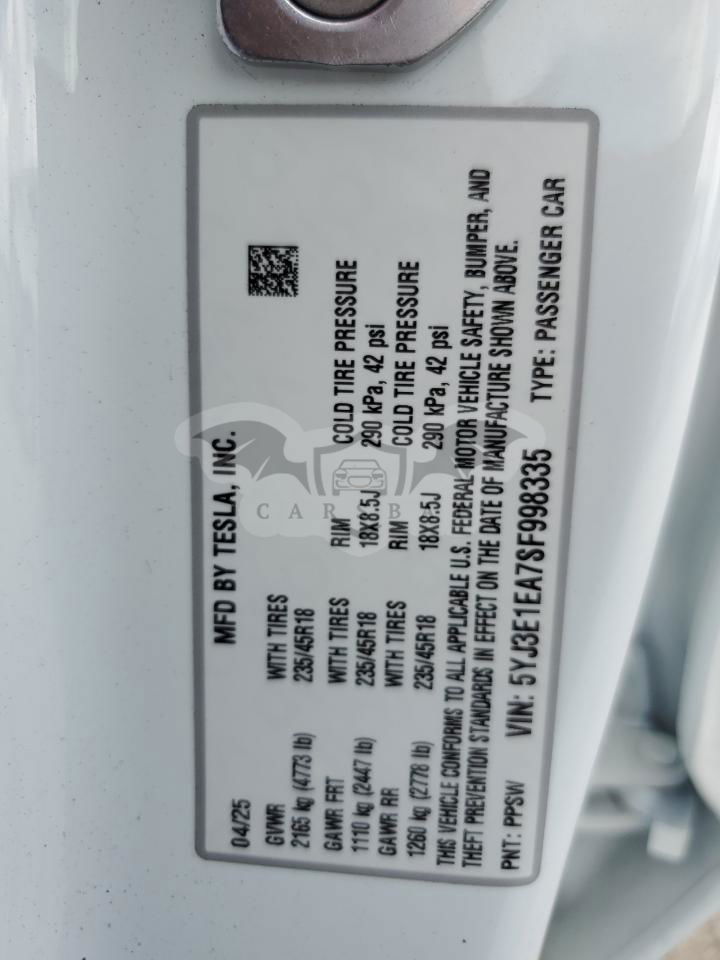 MFD BY TESLA, INC.
04/25
GVWR WITH TIRES
2165 kg (4773 lb) 235/45R18
GAWR FRT WITH TIRES RIM COLD TIRE PRESSURE
1110 kg (2447 lb) 235/45R18 18X8.5J 290 kPa, 42 psi
GAWR RR WITH TIRES RIM COLD TIRE PRESSURE
1260 kg (2778 lb) 235/45R18 18X8.5J 290 kPa, 42 psi
THIS VEHICLE CONFORMS TO ALL APPLICABLE U.S. FEDERAL MOTOR VEHICLE SAFETY, BUMPER, AND
THEFT PREVENTION STANDARDS IN EFFECT ON THE DATE OF MANUFACTURE SHOWN ABOVE.
PNT: PPSW VIN: 5YJ3E1EA7SF998335 TYPE: PASSENGER CAR